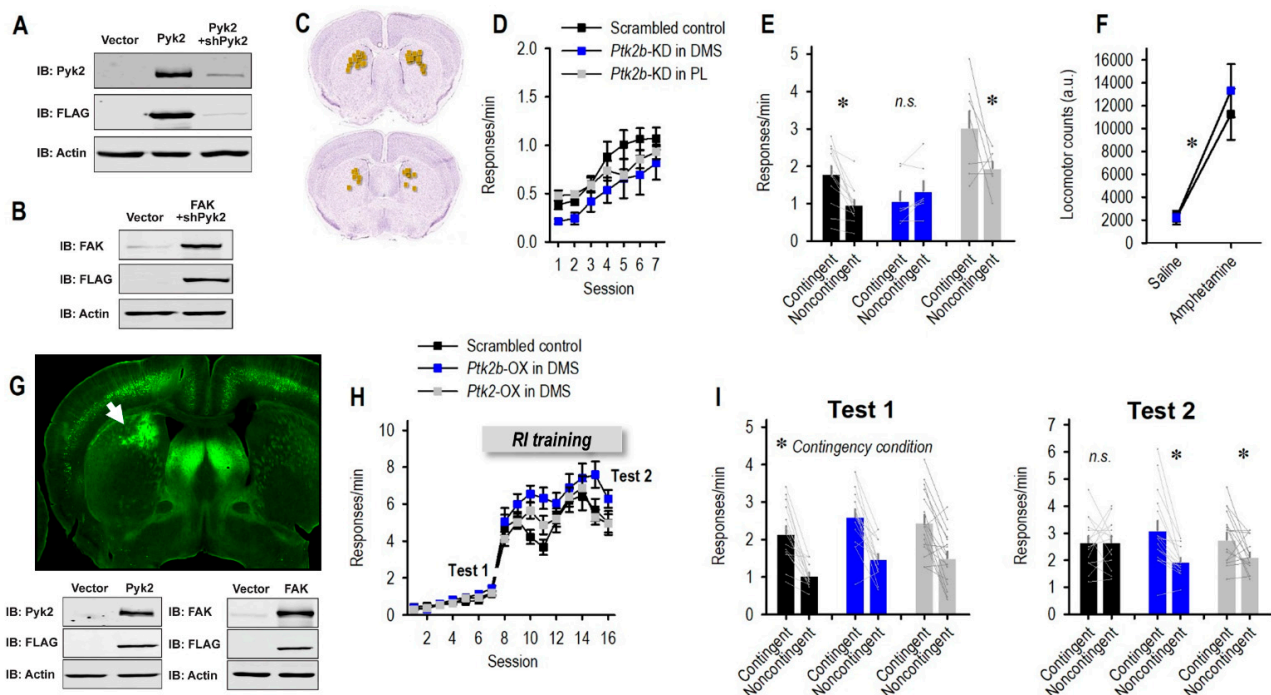 A
Vector
Pyk2
Pyk2
+shPyk2
IB: Pyk2
IB: FLAG
IB: Actin
B
Vector
FAK
+shPyk2
IB: FAK
IB: FLAG
IB: Actin
C
D
Scrambled control
Ptk2b-KD in DMS
Ptk2b-KD in PL
Responses/min
2.0
1.5
1.0
0.5
0.0
1 2 3 4 5 6 7
Session
E
Responses/min
5
4
3
2
1
0
*
n.s.
*
Contingent
Noncontingent
Contingent
Noncontingent
Contingent
Noncontingent
F
Locomotor counts (a.u.)
16000
14000
12000
10000
8000
6000
4000
2000
0
*
Saline
Amphetamine
G
Vector
Pyk2
IB: Pyk2
IB: FLAG
IB: Actin
Vector
FAK
IB: FAK
IB: FLAG
IB: Actin
Scrambled control
Ptk2b-OX in DMS
Ptk2-OX in DMS
H
RI training
Responses/min
10
8
6
4
2
0
Test 1
Test 2
2 4 6 8 10 12 14 16
Session
I
Test 1
* Contingency condition
Responses/min
5
4
3
2
1
0
Contingent
Noncontingent
Contingent
Noncontingent
Contingent
Noncontingent
Test 2
n.s.
*
*
Responses/min
7
6
5
4
3
2
1
0
Contingent
Noncontingent
Contingent
Noncontingent
Contingent
Noncontingent